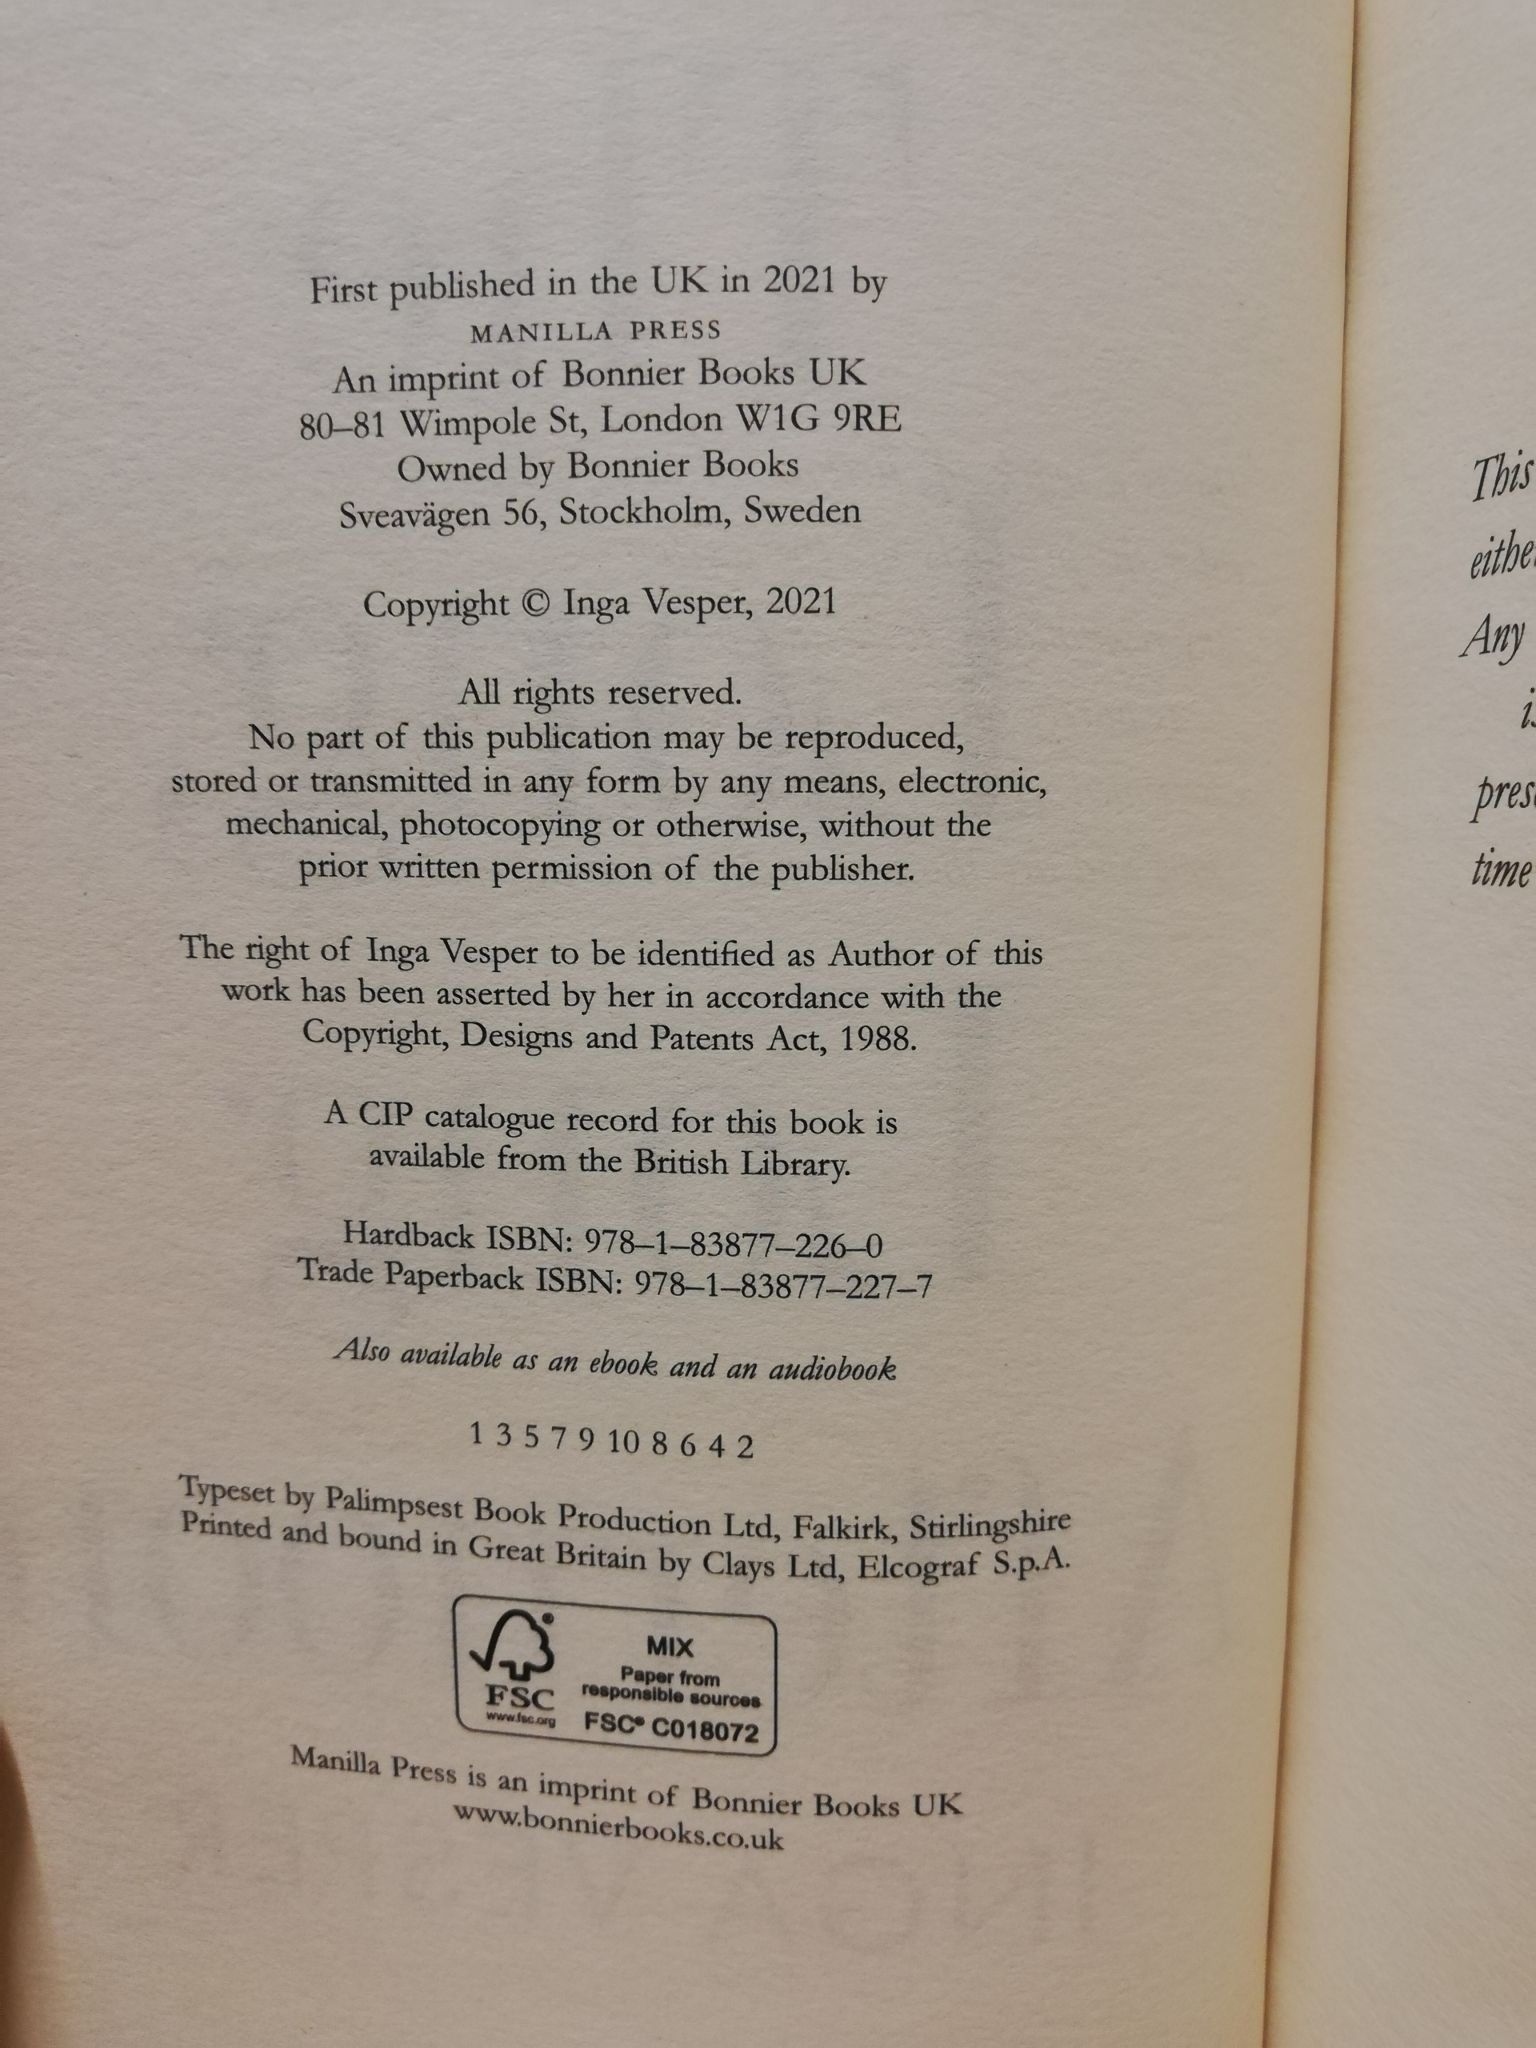 First published in the UK in 2021 by
MANILLA PRESS
An imprint of Bonnier Books UK
80–81 Wimpole St, London W1G 9RE
Owned by Bonnier Books
Sveavägen 56, Stockholm, Sweden
Copyright © Inga Vesper, 2021
All rights reserved.
No part of this publication may be reproduced,
stored or transmitted in any form by any means, electronic,
mechanical, photocopying or otherwise, without the
prior written permission of the publisher.
The right of Inga Vesper to be identified as Author of this
work has been asserted by her in accordance with the
Copyright, Designs and Patents Act, 1988.
A CIP catalogue record for this book is
available from the British Library.
Hardback ISBN: 978–1–83877–226–0
Trade Paperback ISBN: 978–1–83877–227–7
Also available as an ebook and an audiobook
1 3 5 7 9 10 8 6 4 2
Typeset by Palimpsest Book Production Ltd, Falkirk, Stirlingshire
Printed and bound in Great Britain by Clays Ltd, Elcograf S.p.A.
FSC
www.fsc.org
MIX
Paper from
responsible sources
FSC® C018072
Manilla Press is an imprint of Bonnier Books UK
www.bonnierbooks.co.uk
This
Any
time